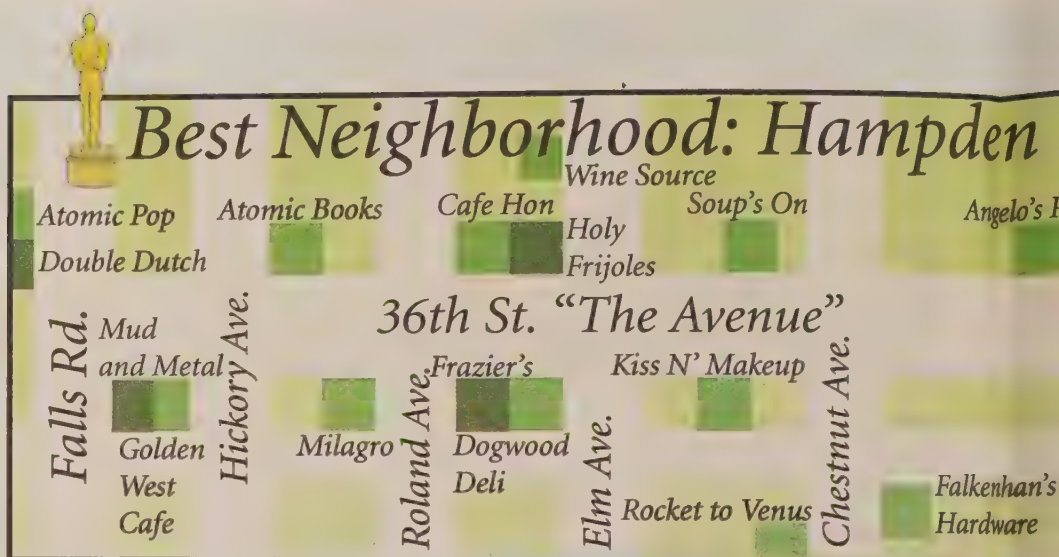 Best Neighborhood: Hampden
Wine Source
Atomic Pop
Atomic Books
Cafe Hon
Soup's On
Angelo's
Double Dutch
Holy
Frijoles
36th St. "The Avenue"
Falls Rd.
Mud
and Metal
Hickory Ave.
Frazier's
Kiss N' Makeup
Golden
West
Cafe
Milagro
Roland Ave.
Dogwood
Deli
Elm Ave.
Rocket to Venus
Chestnut Ave.
Falkenhan's
Hardware